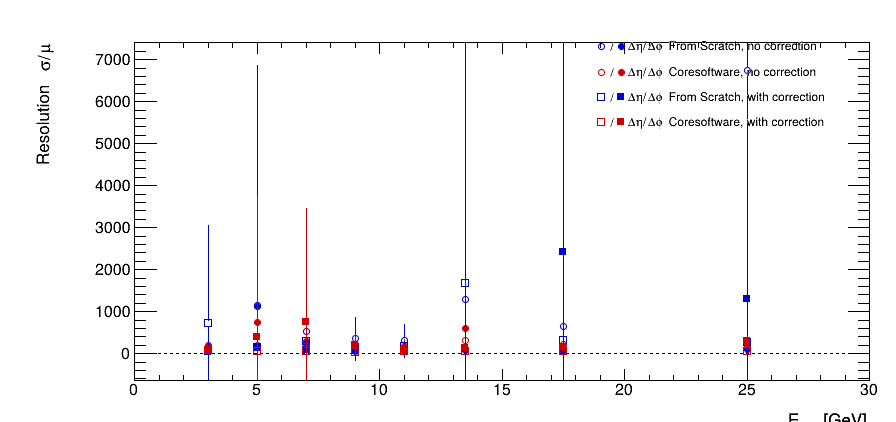 Resolution σ/μ
7000
6000
5000
4000
3000
2000
1000
0
0 5 10 15 20 25 30
/ Δη/Δϕ From Scratch, no correction
/ Δη/Δϕ Coresoftware, no correction
/ Δη/Δϕ From Scratch, with correction
/ Δη/Δϕ Coresoftware, with correction
E [GeV]